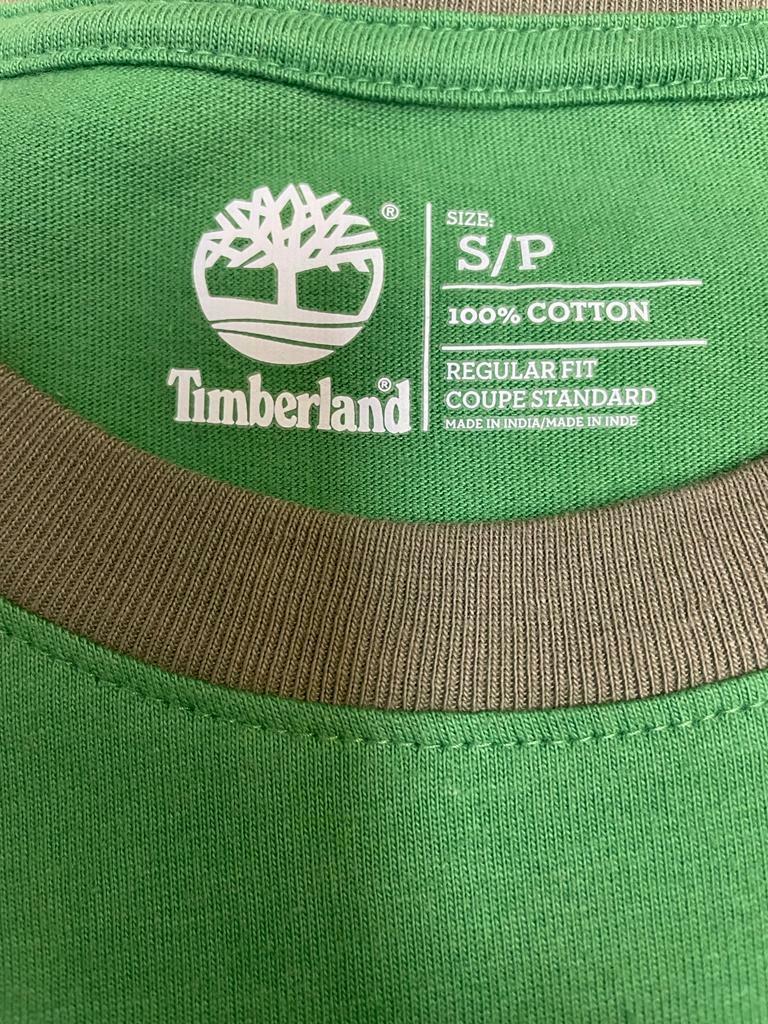 ®
Timberland®
SIZE:
S/P
100% COTTON
REGULAR FIT
COUPE STANDARD
MADE IN INDIA/MADE IN INDE